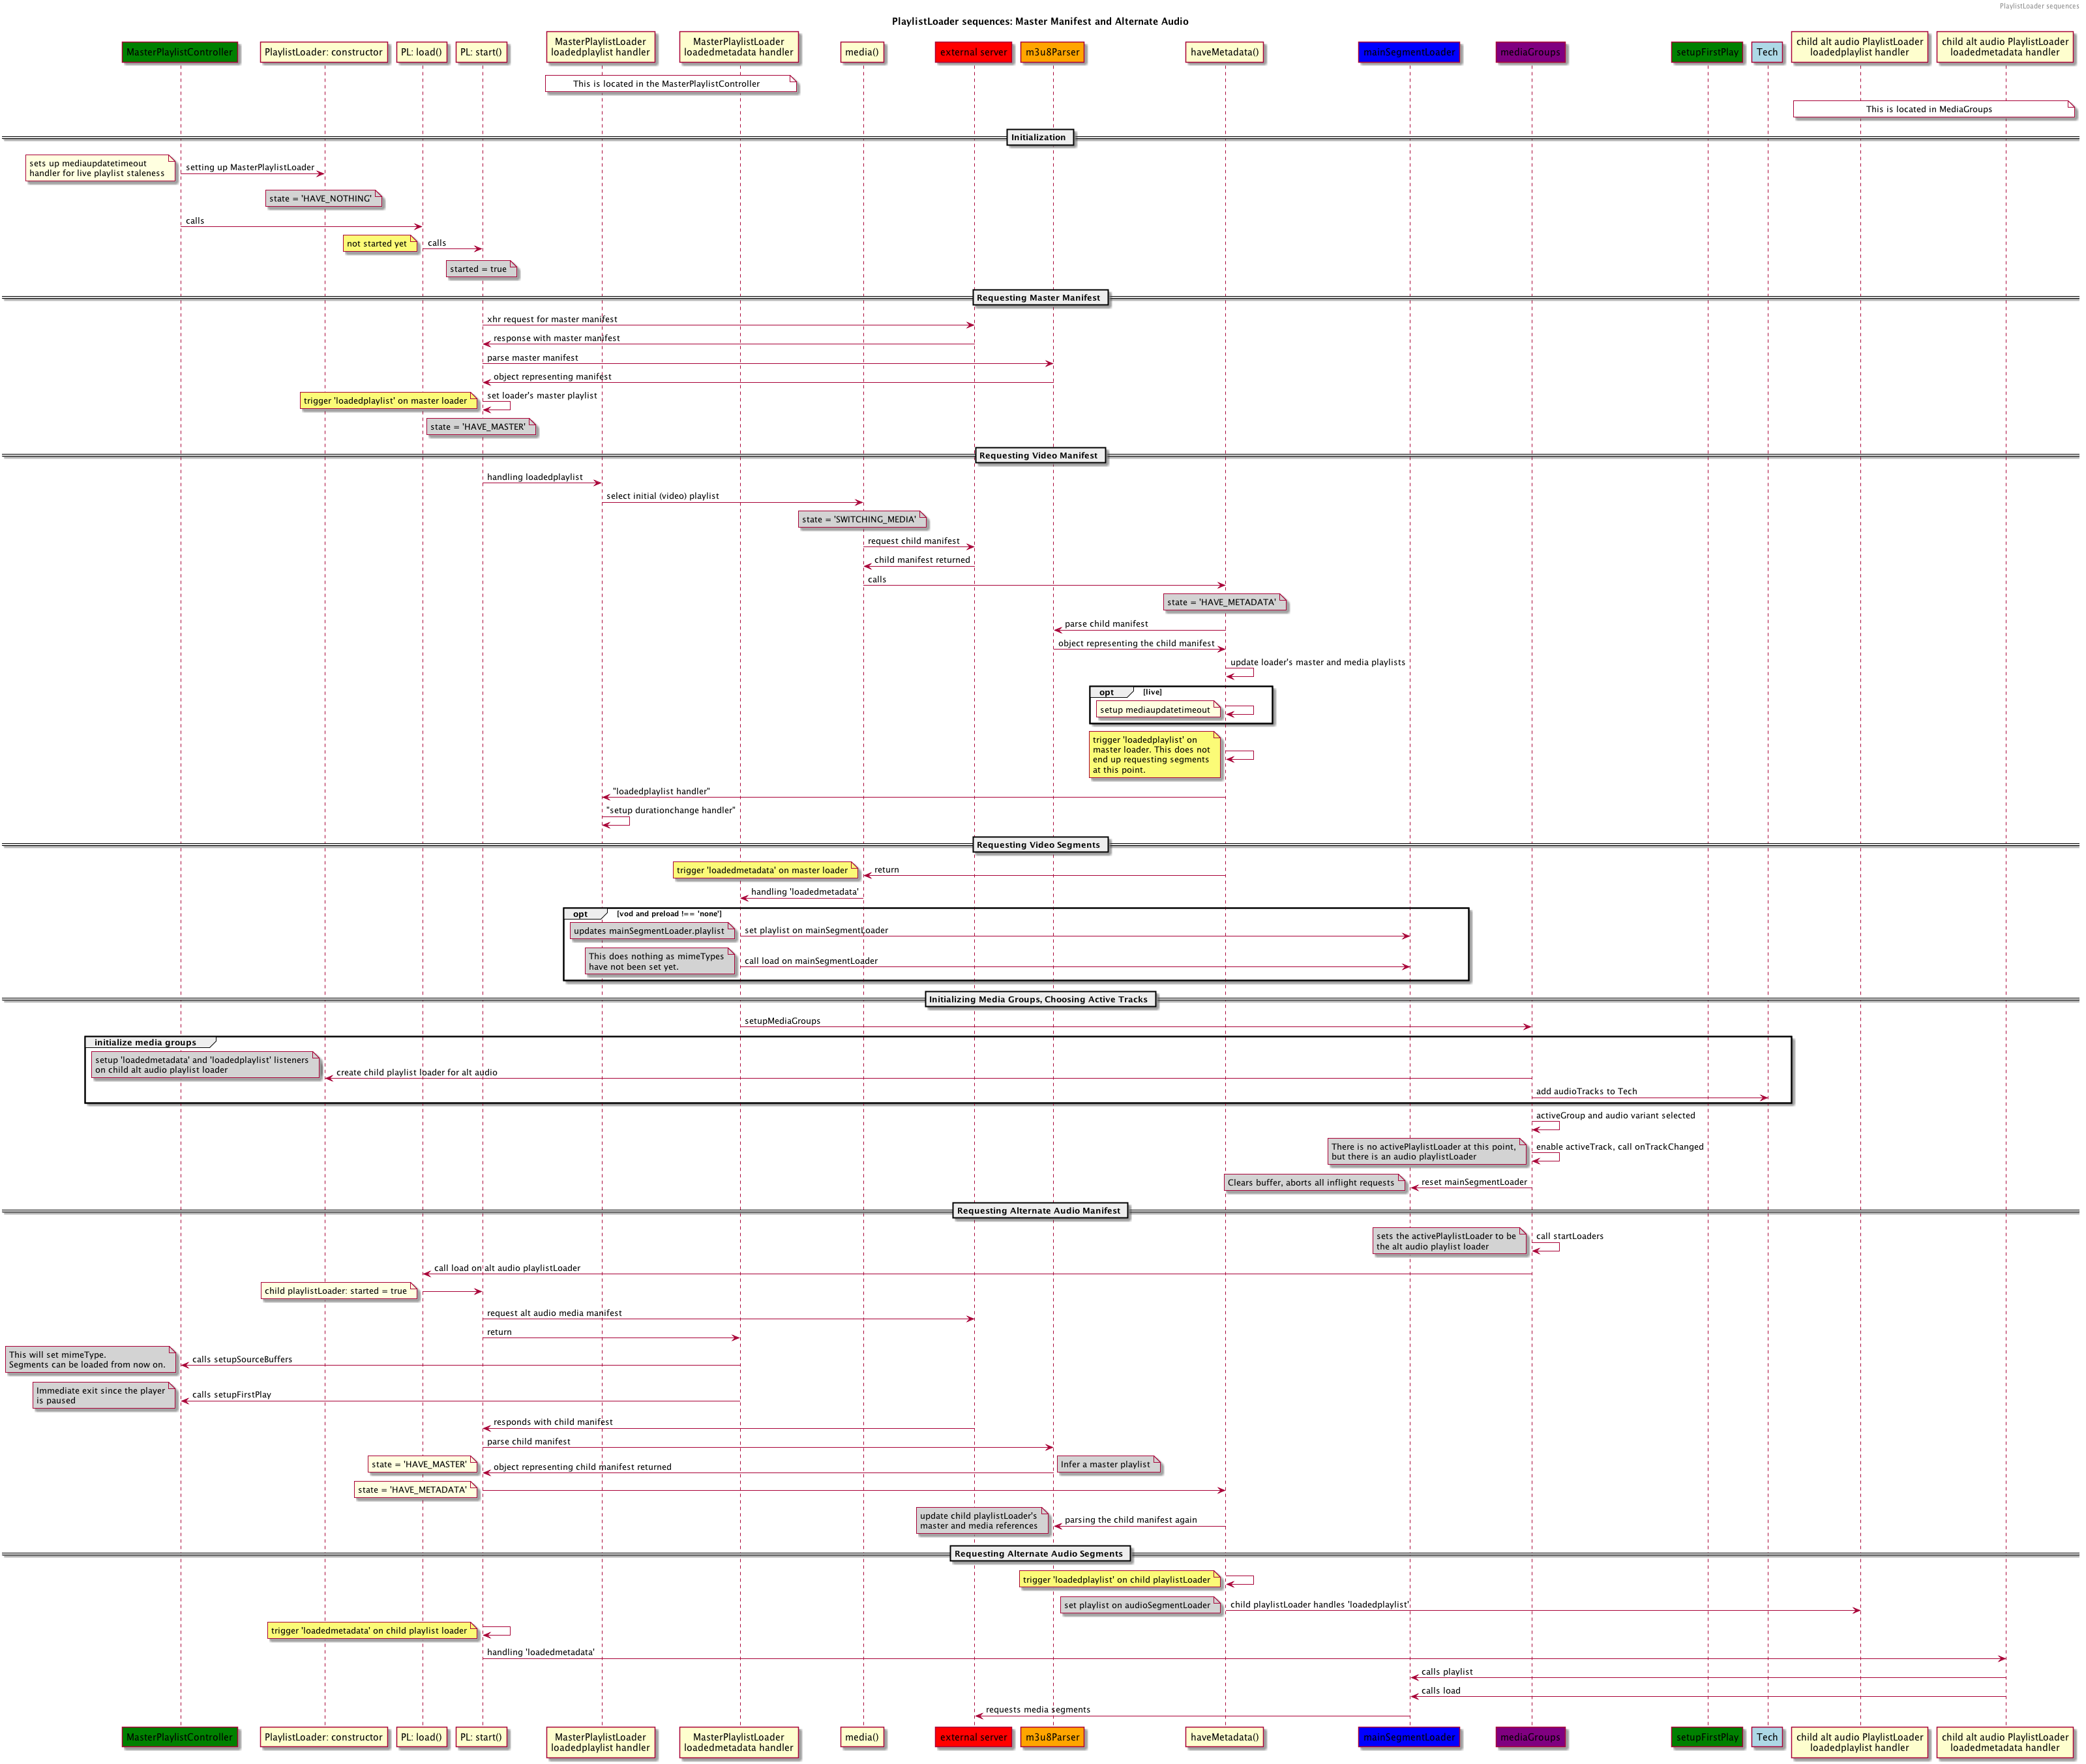 PlaylistLoader sequences
PlaylistLoader sequences: Master Manifest and Alternate Audio
MasterPlaylistController
PlaylistLoader: constructor
PL: load()
PL: start()
MasterPlaylistLoader
loadedplaylist handler
MasterPlaylistLoader
loadedmetadata handler
media()
external server
m3u8Parser
haveMetadata()
mainSegmentLoader
mediaGroups
setupFirstPlay
Tech
child alt audio PlaylistLoader
loadedplaylist handler
child alt audio PlaylistLoader
loadedmetadata handler
This is located in the MasterPlaylistController
This is located in MediaGroups
Initialization
sets up mediaupdatetimeout
handler for live playlist staleness
setting up MasterPlaylistLoader
state = 'HAVE_NOTHING'
calls
not started yet
calls
started = true
Requesting Master Manifest
xhr request for master manifest
response with master manifest
parse master manifest
object representing manifest
trigger 'loadedplaylist' on master loader
set loader's master playlist
state = 'HAVE_MASTER'
Requesting Video Manifest
handling loadedplaylist
select initial (video) playlist
state = 'SWITCHING_MEDIA'
request child manifest
child manifest returned
calls
state = 'HAVE_METADATA'
parse child manifest
object representing the child manifest
update loader's master and media playlists
opt
[live]
setup mediaupdatetimeout
trigger 'loadedplaylist' on
master loader. This does not
end up requesting segments
at this point.
"loadedplaylist handler"
"setup durationchange handler"
Requesting Video Segments
trigger 'loadedmetadata' on master loader
return
handling 'loadedmetadata'
opt
[vod and preload !== 'none']
updates mainSegmentLoader.playlist
set playlist on mainSegmentLoader
This does nothing as mimeTypes
have not been set yet.
call load on mainSegmentLoader
Initializing Media Groups, Choosing Active Tracks
setupMediaGroups
initialize media groups
setup 'loadedmetadata' and 'loadedplaylist' listeners
on child alt audio playlist loader
create child playlist loader for alt audio
add audioTracks to Tech
activeGroup and audio variant selected
There is no activePlaylistLoader at this point,
but there is an audio playlistLoader
enable activeTrack, call onTrackChanged
Clears buffer, aborts all inflight requests
reset mainSegmentLoader
Requesting Alternate Audio Manifest
sets the activePlaylistLoader to be
the alt audio playlist loader
call startLoaders
call load on alt audio playlistLoader
child playlistLoader: started = true
request alt audio media manifest
return
This will set mimeType.
Segments can be loaded from now on.
calls setupSourceBuffers
Immediate exit since the player
is paused
calls setupFirstPlay
responds with child manifest
parse child manifest
state = 'HAVE_MASTER'
object representing child manifest returned
Infer a master playlist
state = 'HAVE_METADATA'
update child playlistLoader's
master and media references
parsing the child manifest again
Requesting Alternate Audio Segments
trigger 'loadedplaylist' on child playlistLoader
set playlist on audioSegmentLoader
child playlistLoader handles 'loadedplaylist'
trigger 'loadedmetadata' on child playlist loader
handling 'loadedmetadata'
calls playlist
calls load
requests media segments
MasterPlaylistController
PlaylistLoader: constructor
PL: load()
PL: start()
MasterPlaylistLoader
loadedplaylist handler
MasterPlaylistLoader
loadedmetadata handler
media()
external server
m3u8Parser
haveMetadata()
mainSegmentLoader
mediaGroups
setupFirstPlay
Tech
child alt audio PlaylistLoader
loadedplaylist handler
child alt audio PlaylistLoader
loadedmetadata handler